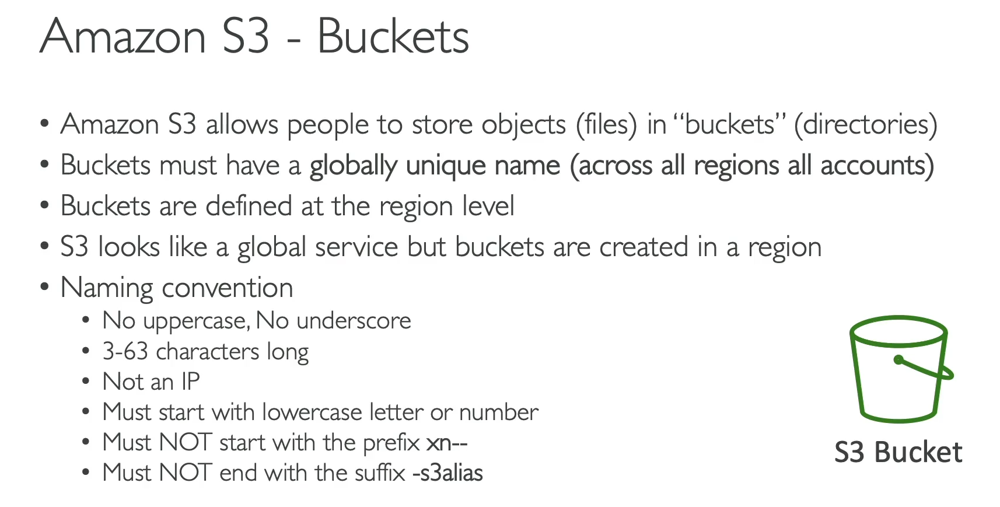 Amazon S3 - Buckets
• Amazon S3 allows people to store objects (files) in “buckets” (directories)
• Buckets must have a globally unique name (across all regions all accounts)
• Buckets are defined at the region level
• S3 looks like a global service but buckets are created in a region
• Naming convention
• No uppercase, No underscore
• 3-63 characters long
• Not an IP
• Must start with lowercase letter or number
• Must NOT start with the prefix xn--
• Must NOT end with the suffix -s3alias
S3 Bucket